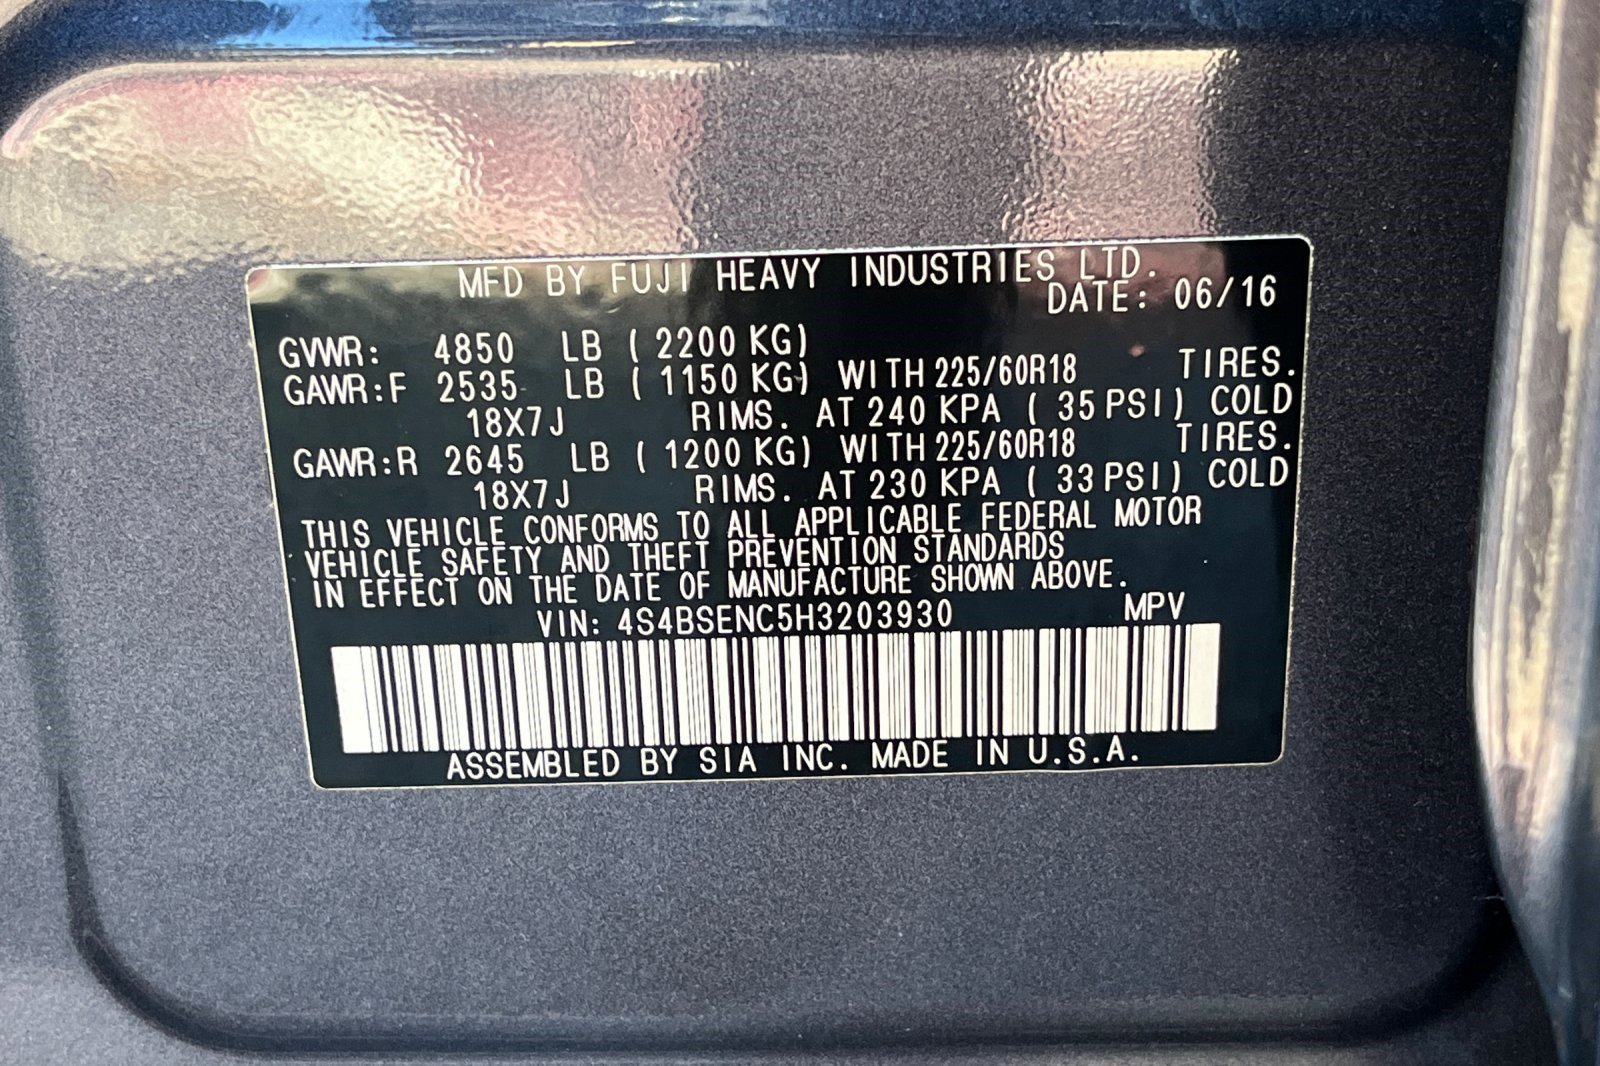 MFD BY FUJI HEAVY INDUSTRIES LTD.
DATE: 06/16
GVWR: 4850 LB ( 2200 KG)
GAWR:F 2535 LB ( 1150 KG) WITH 225/60R18 TIRES.
18X7J RIMS. AT 240 KPA ( 35 PSI) COLD
GAWR:R 2645 LB ( 1200 KG) WITH 225/60R18 TIRES.
18X7J RIMS. AT 230 KPA ( 33 PSI) COLD
THIS VEHICLE CONFORMS TO ALL APPLICABLE FEDERAL MOTOR
VEHICLE SAFETY AND THEFT PREVENTION STANDARDS
IN EFFECT ON THE DATE OF MANUFACTURE SHOWN ABOVE.
VIN: 4S4BSENC5H3203930 MPV
ASSEMBLED BY SIA INC. MADE IN U.S.A.